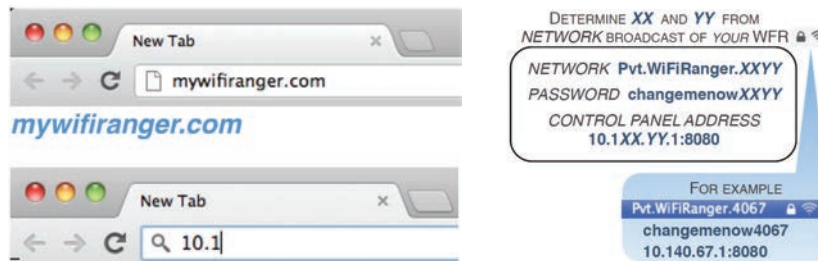 New Tab
mywifiranger.com
mywifiranger.com
New Tab
10.1
DETERMINE XX AND YY FROM
NETWORK BROADCAST OF YOUR WFR
NETWORK Pvt.WiFiRanger.XXYY
PASSWORD changemenowXXYY
CONTROL PANEL ADDRESS
10.1XX.YY.1:8080
FOR EXAMPLE
Pvt.WiFiRanger.4067
changemenow4067
10.140.67.1:8080